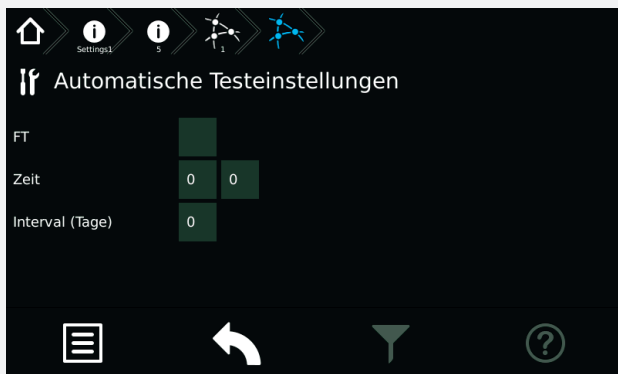 Settings1
5
1
Automatische Testeinstellungen
FT
Zeit 0 0
Interval (Tage) 0